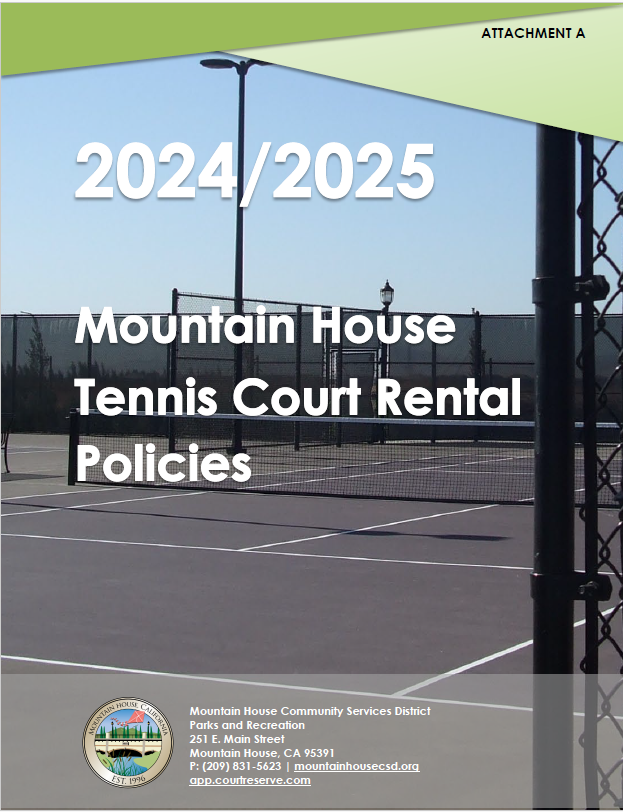 ATTACHMENT A
2024/2025
Mountain House
Tennis Court Rental
Policies
MOUNTAIN HOUSE CALIFORNIA
EST. 1996
Mountain House Community Services District
Parks and Recreation
251 E. Main Street
Mountain House, CA 95391
P: (209) 831-5623 | mountainhousecsd.org
app.courtreserve.com